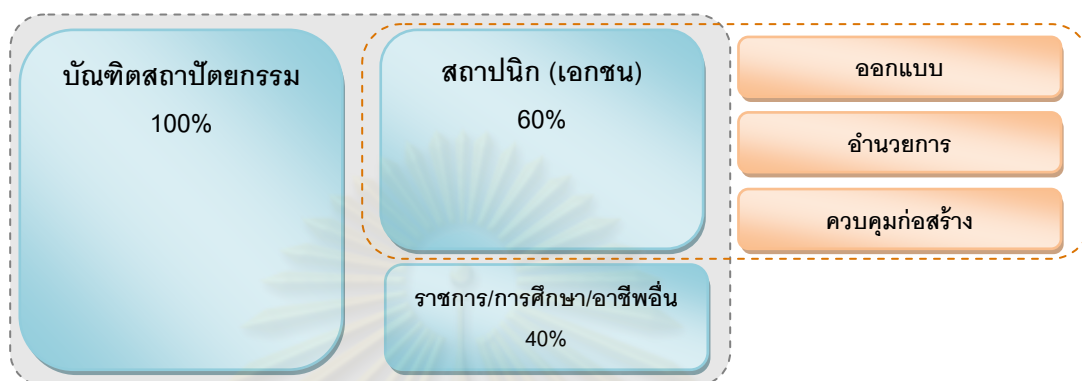 บัณฑิตสถาปัตยกรรม
100%
สถาปนิก (เอกชน)
60%
ราชการ/การศึกษา/อาชีพอื่น
40%
ออกแบบ
อำนวยการ
ควบคุมก่อสร้าง